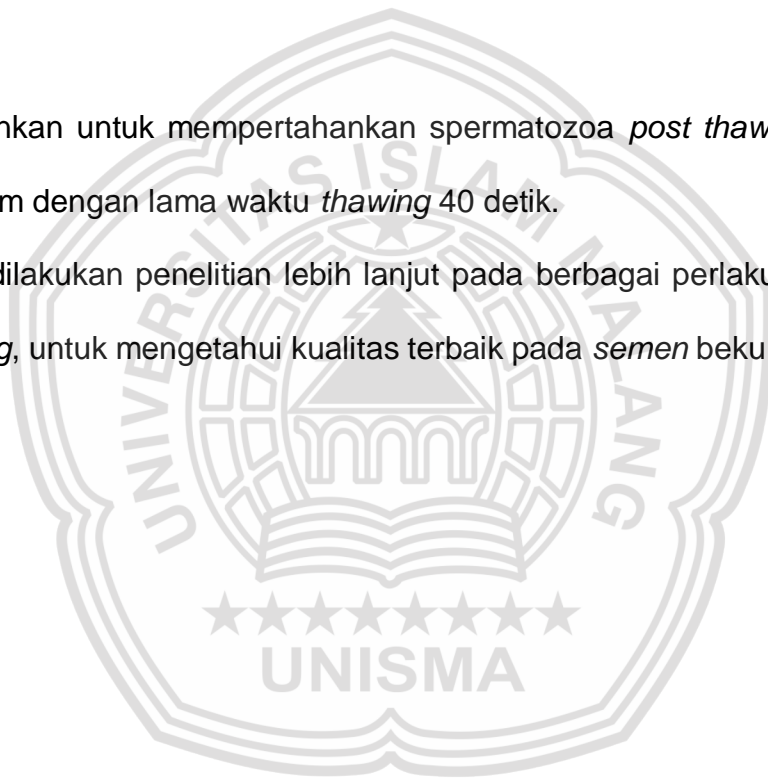 nkan untuk mempertahankan spermatozoa post thaw
m dengan lama waktu thawing 40 detik.
dilakukan penelitian lebih lanjut pada berbagai perlaku
g, untuk mengetahui kualitas terbaik pada semen beku
UNIVERSITAS ISLAM MALANG
UNISMA